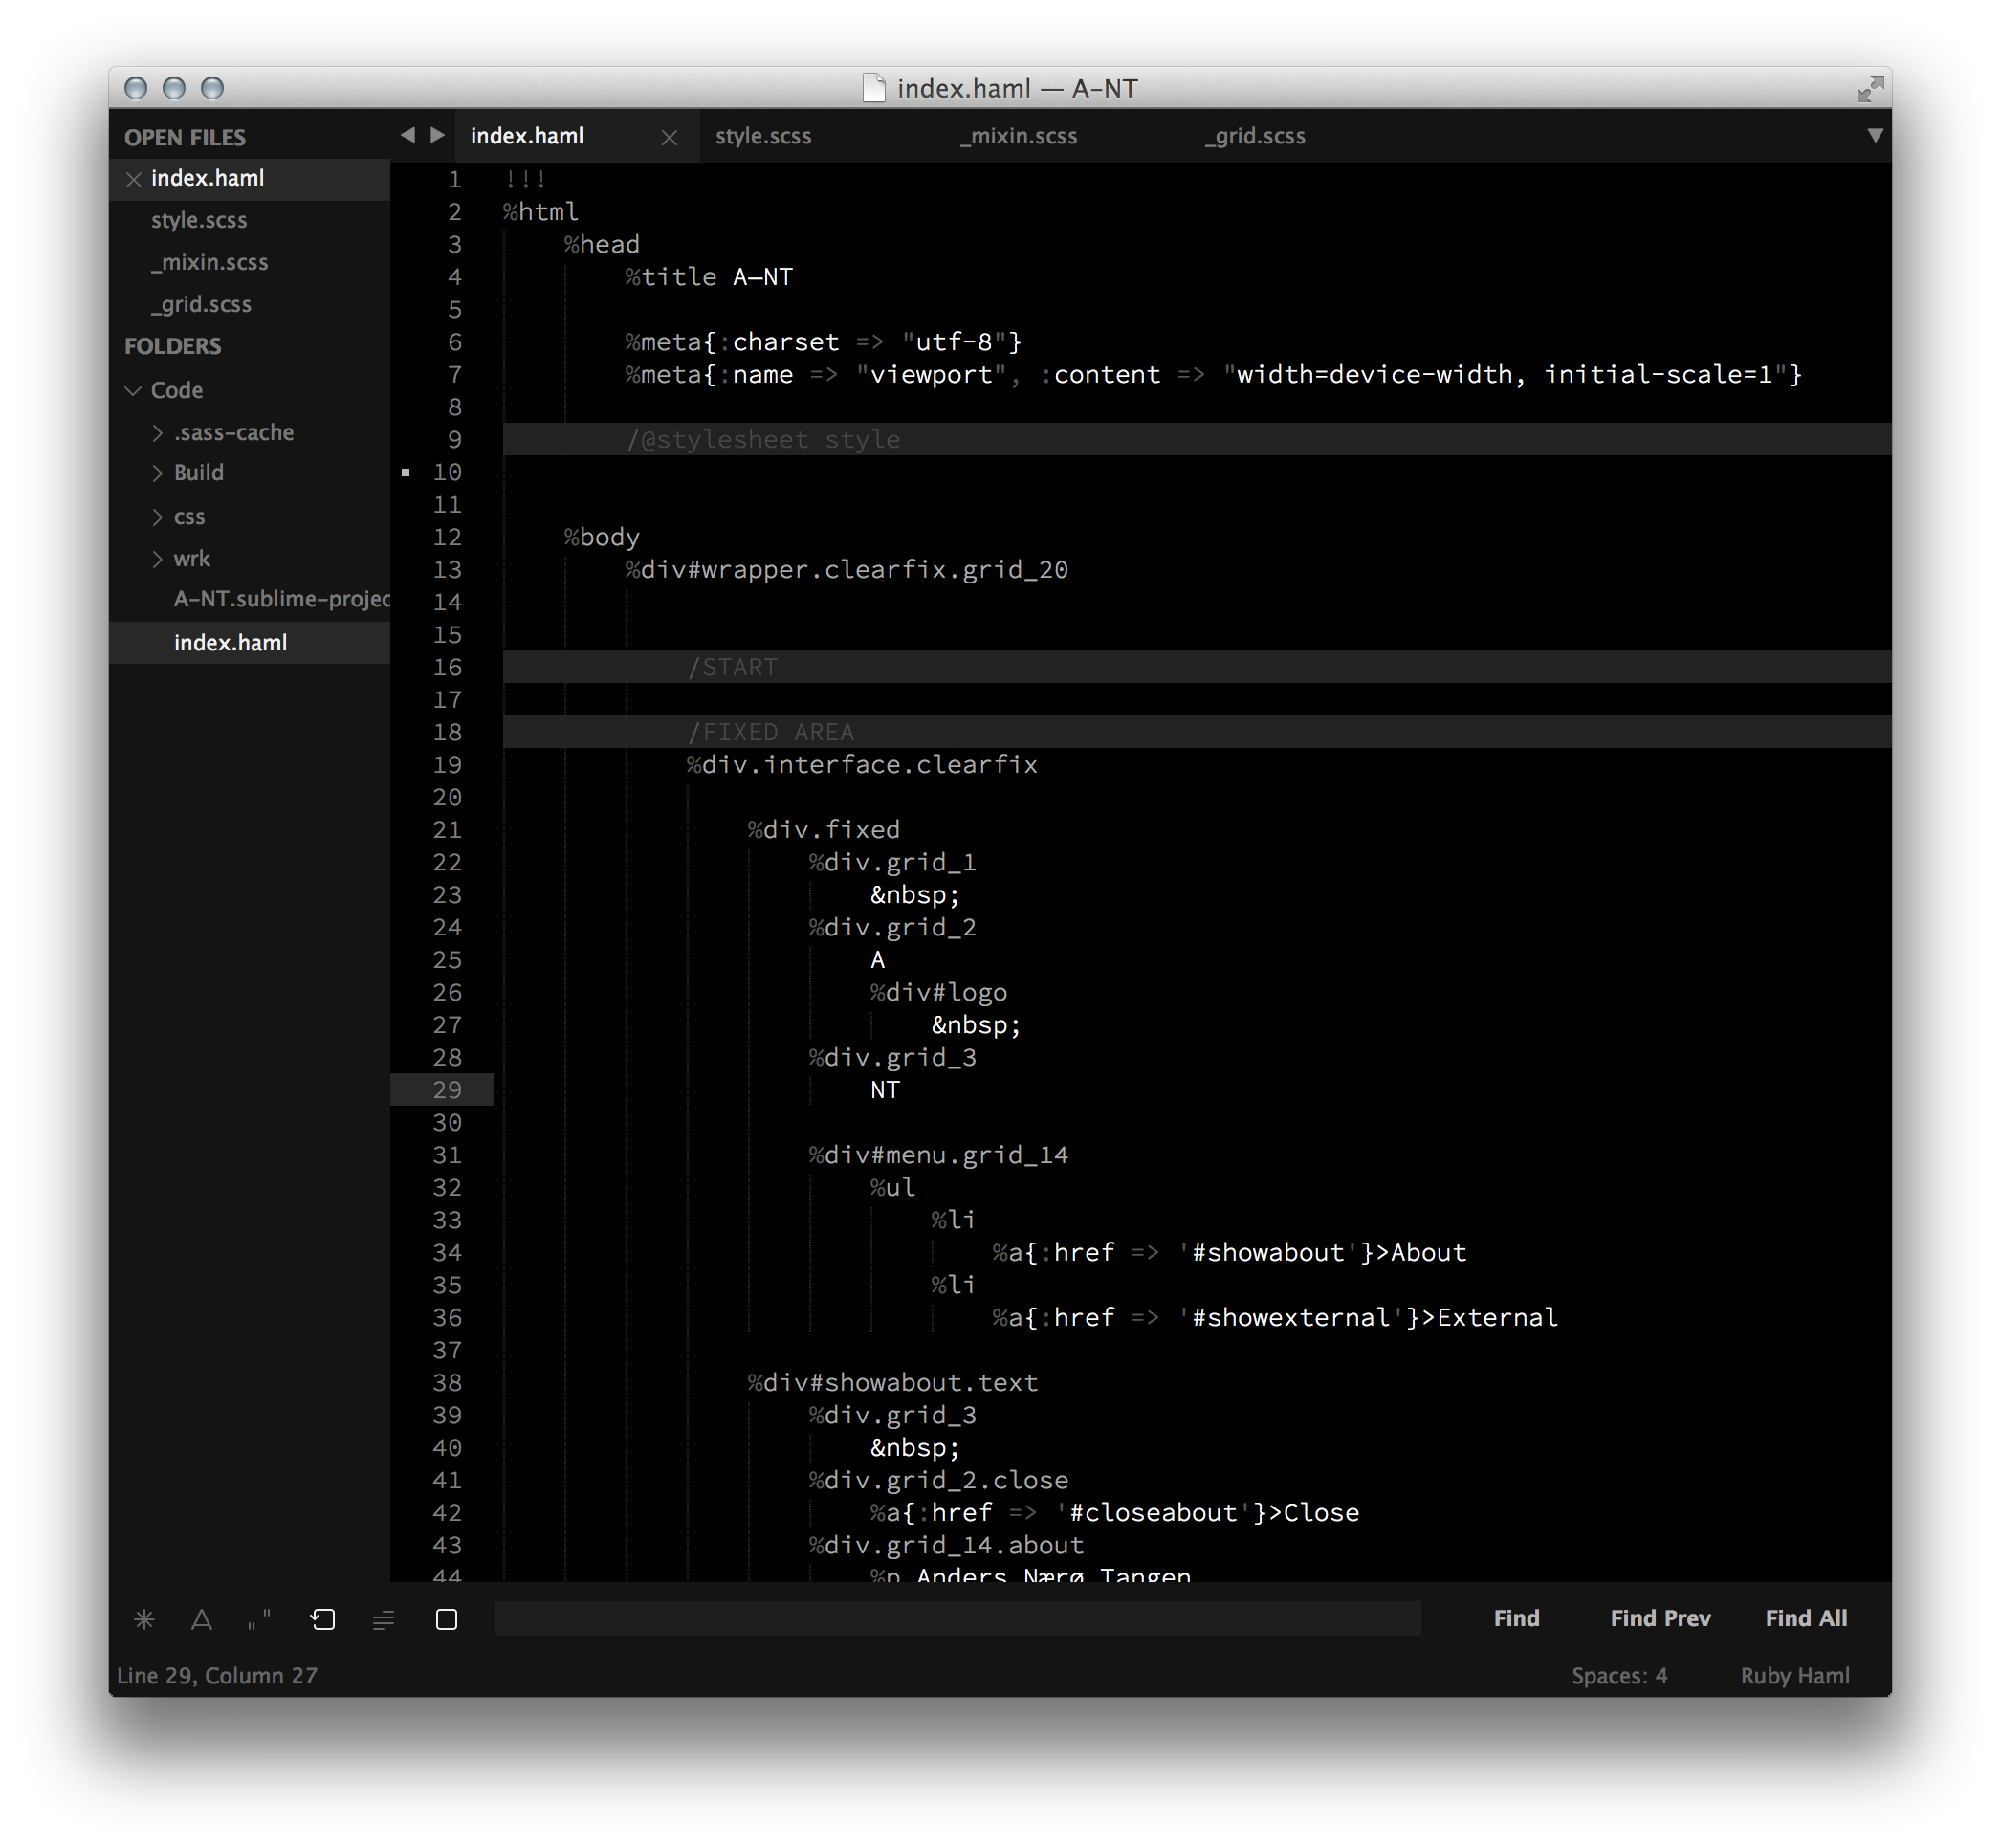 index.haml — A-NT
OPEN FILES
index.haml
style.scss
_mixin.scss
_grid.scss
FOLDERS
Code
.sass-cache
Build
css
wrk
A-NT.sublime-projec
index.haml
index.haml style.scss _mixin.scss _grid.scss
1 !!!
2 %html
3 %head
4 %title A—NT
5
6 %meta{:charset => "utf-8"}
7 %meta{:name => "viewport", :content => "width=device-width, initial-scale=1"}
8
9 /@stylesheet style
10
11
12 %body
13 %div#wrapper.clearfix.grid_20
14
15
16 /START
17
18 /FIXED AREA
19 %div.interface.clearfix
20
21 %div.fixed
22 %div.grid_1
23 &nbsp;
24 %div.grid_2
25 A
26 %div#logo
27 &nbsp;
28 %div.grid_3
29 NT
30
31 %div#menu.grid_14
32 %ul
33 %li
34 %a{:href => '#showabout'}>About
35 %li
36 %a{:href => '#showexternal'}>External
37
38 %div#showabout.text
39 %div.grid_3
40 &nbsp;
41 %div.grid_2.close
42 %a{:href => '#closeabout'}>Close
43 %div.grid_14.about
44 %p Anders Nærø Tangen
Find Find Prev Find All
Line 29, Column 27 Spaces: 4 Ruby Haml